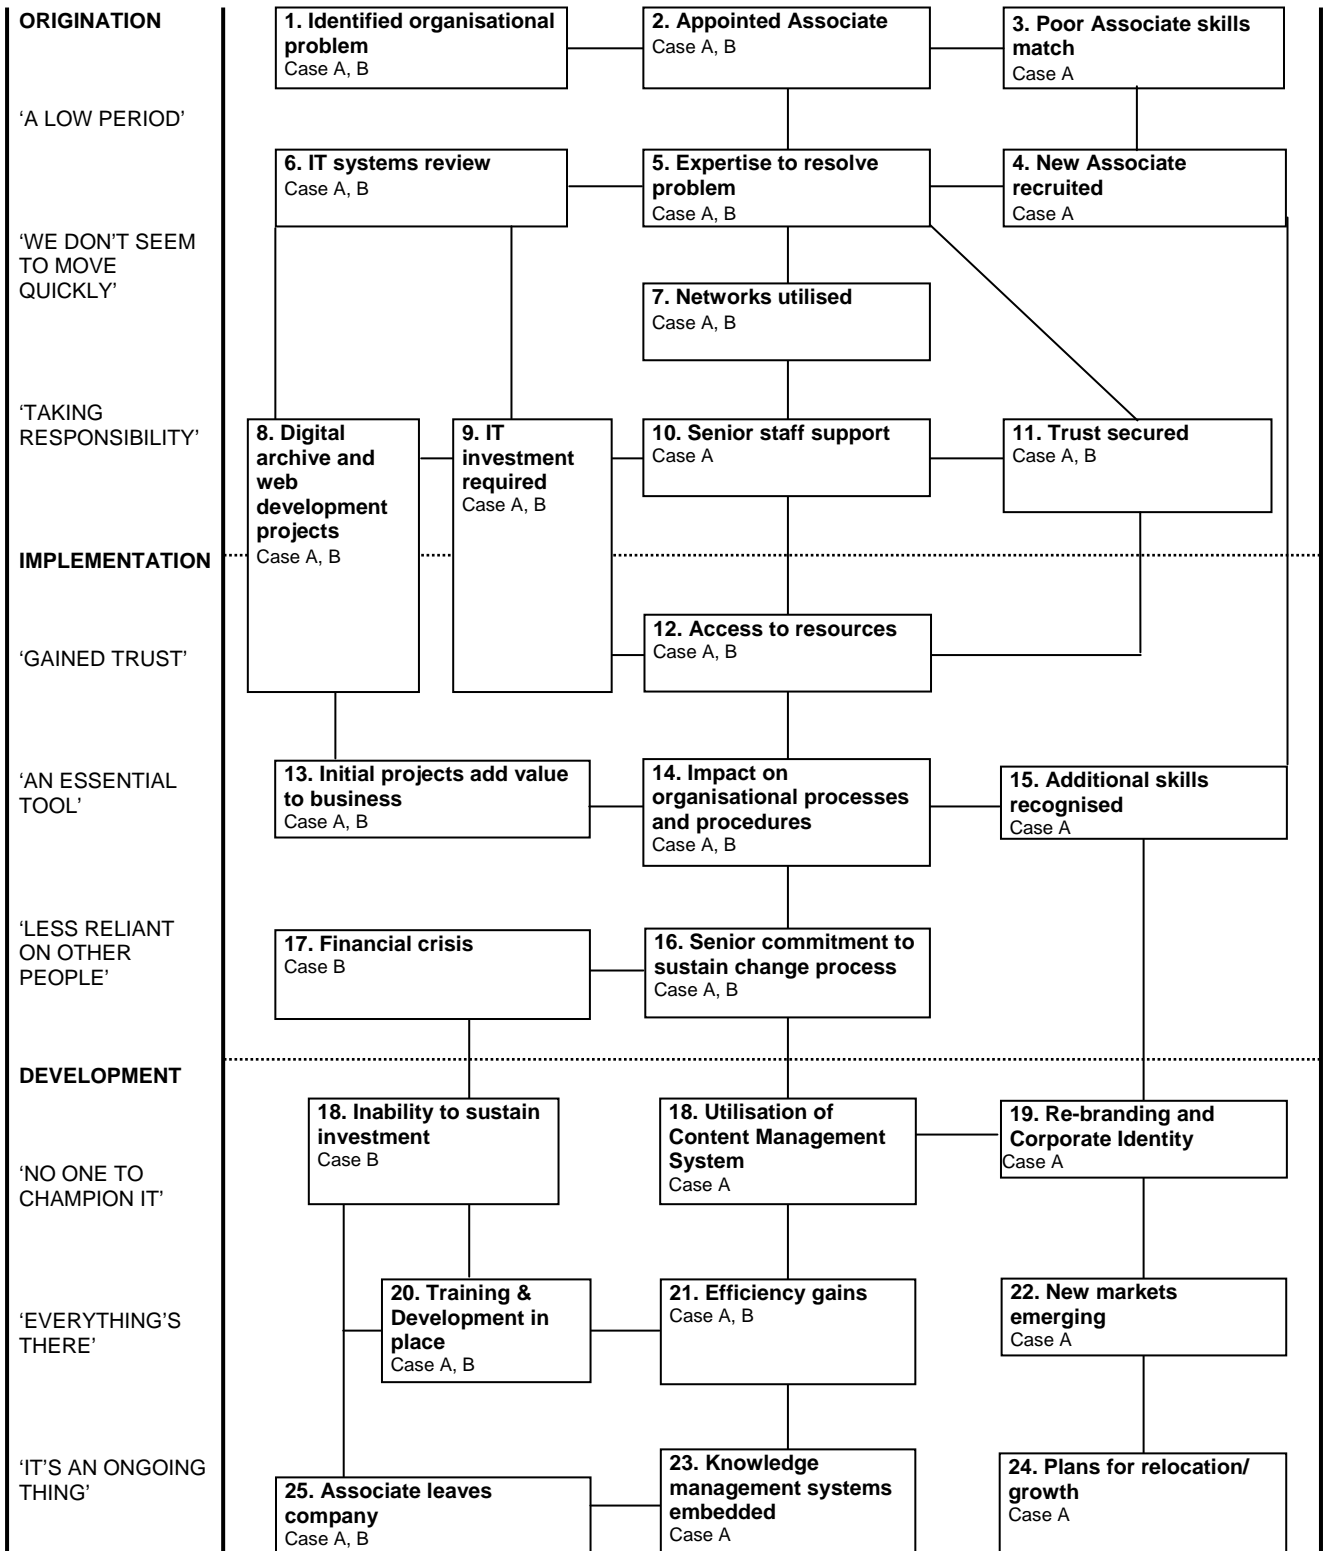 ORIGINATION
‘A LOW PERIOD’
‘WE DON’T SEEM
TO MOVE
QUICKLY’
‘TAKING
RESPONSIBILITY’
IMPLEMENTATION
‘GAINED TRUST’
‘AN ESSENTIAL
TOOL’
‘LESS RELIANT
ON OTHER
PEOPLE’
DEVELOPMENT
‘NO ONE TO
CHAMPION IT’
‘EVERYTHING’S
THERE’
‘IT’S AN ONGOING
THING’
1. Identified organisational
problem
Case A, B
2. Appointed Associate
Case A, B
3. Poor Associate skills
match
Case A
6. IT systems review
Case A, B
5. Expertise to resolve
problem
Case A, B
4. New Associate
recruited
Case A
7. Networks utilised
Case A, B
8. Digital
archive and
web
development
projects
Case A, B
9. IT
investment
required
Case A, B
10. Senior staff support
Case A
11. Trust secured
Case A, B
12. Access to resources
Case A, B
13. Initial projects add value
to business
Case A, B
14. Impact on
organisational processes
and procedures
Case A, B
15. Additional skills
recognised
Case A
17. Financial crisis
Case B
16. Senior commitment to
sustain change process
Case A, B
18. Inability to sustain
investment
Case B
18. Utilisation of
Content Management
System
Case A
19. Re-branding and
Corporate Identity
Case A
20. Training &
Development in
place
Case A, B
21. Efficiency gains
Case A, B
22. New markets
emerging
Case A
25. Associate leaves
company
Case A, B
23. Knowledge
management systems
embedded
Case A
24. Plans for relocation/
growth
Case A